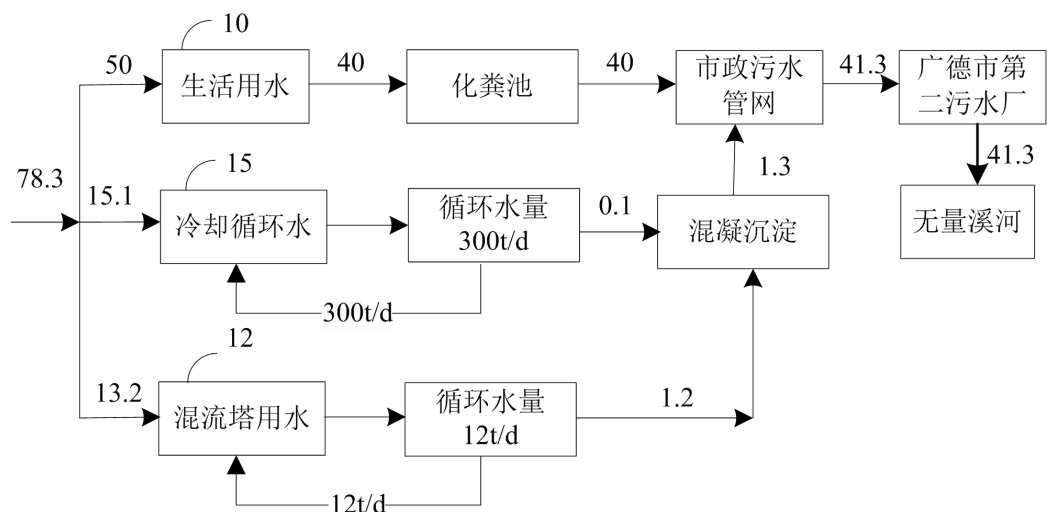 10
50
生活用水
40
化粪池
40
市政污水
管网
41.3
广德市第
二污水厂
41.3
无量溪河
78.3
15.1
15
冷却循环水
循环水量
300t/d
0.1
混凝沉淀
1.3
300t/d
12
13.2
混流塔用水
循环水量
12t/d
1.2
12t/d